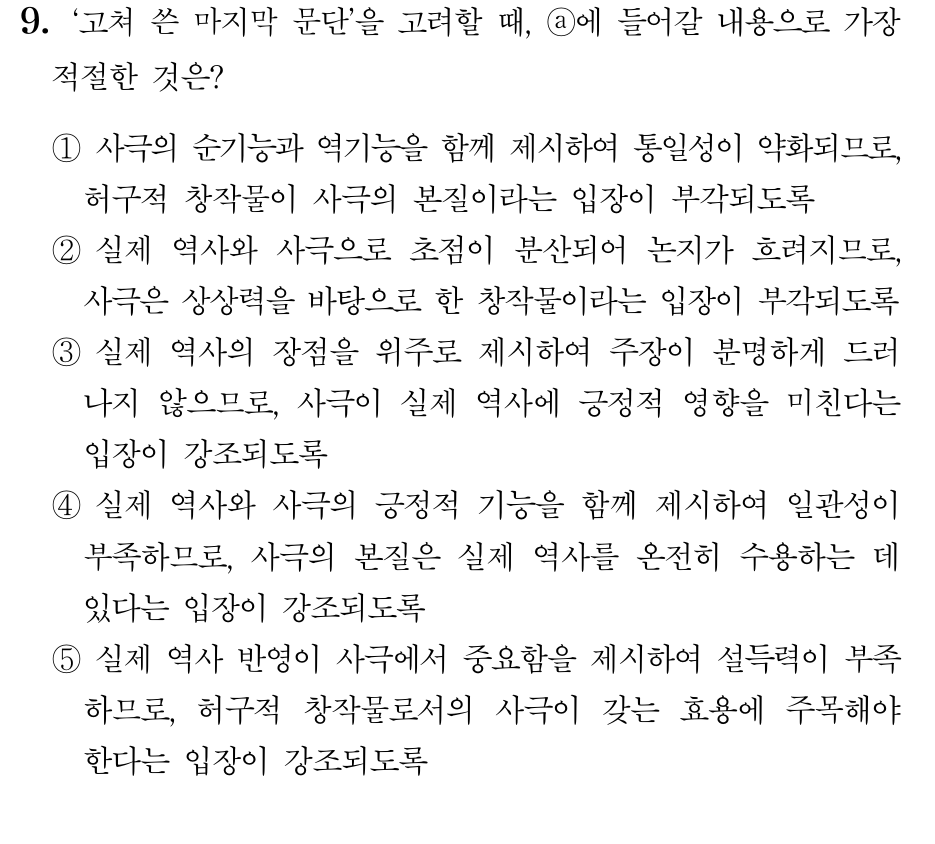 9. ‘고쳐 쓴 마지막 문단’을 고려할 때, ⓐ에 들어갈 내용으로 가장
적절한 것은?
① 사극의 순기능과 역기능을 함께 제시하여 통일성이 약화되므로,
허구적 창작물이 사극의 본질이라는 입장이 부각되도록
② 실제 역사와 사극으로 초점이 분산되어 논지가 흐려지므로,
사극은 상상력을 바탕으로 한 창작물이라는 입장이 부각되도록
③ 실제 역사의 장점을 위주로 제시하여 주장이 분명하게 드러
나지 않으므로, 사극이 실제 역사에 긍정적 영향을 미친다는
입장이 강조되도록
④ 실제 역사와 사극의 긍정적 기능을 함께 제시하여 일관성이
부족하므로, 사극의 본질은 실제 역사를 온전히 수용하는 데
있다는 입장이 강조되도록
⑤ 실제 역사 반영이 사극에서 중요함을 제시하여 설득력이 부족
하므로, 허구적 창작물로서의 사극이 갖는 효용에 주목해야
한다는 입장이 강조되도록